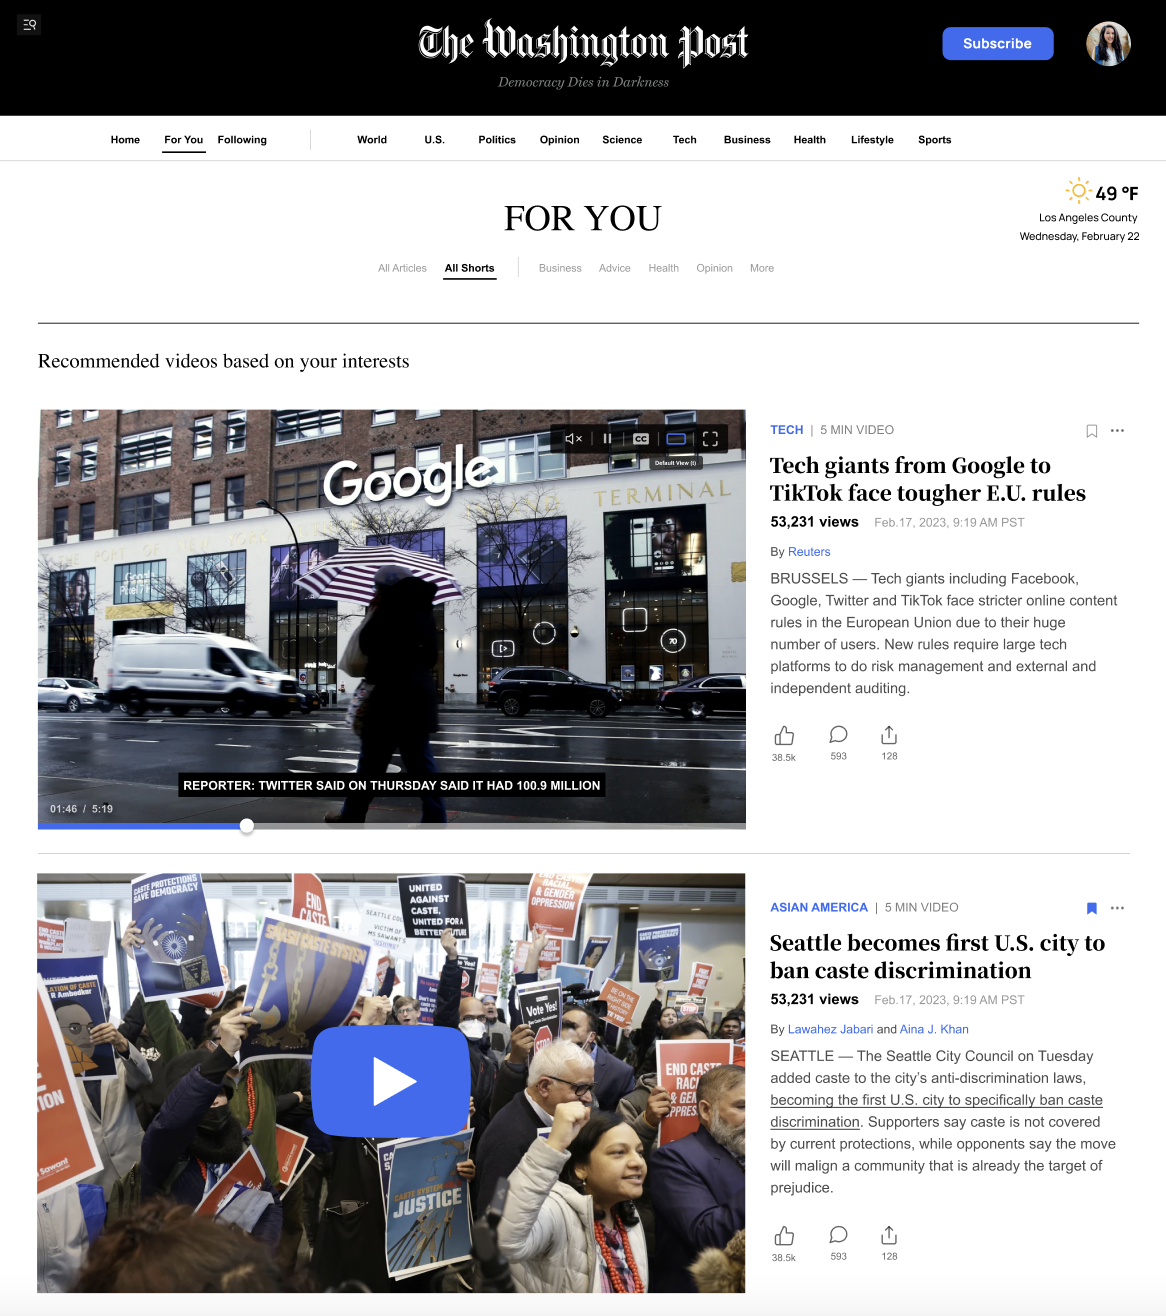 The Washington Post
Democracy Dies in Darkness
Subscribe
Home For You Following World U.S. Politics Opinion Science Tech Business Health Lifestyle Sports
49 °F
Los Angeles County
Wednesday, February 22
FOR YOU
All Articles All Shorts Business Advice Health Opinion More
Recommended videos based on your interests
CC
Default View (t)
Google
TERMINAL
70
REPORTER: TWITTER SAID ON THURSDAY SAID IT HAD 100.9 MILLION
01:46 / 5:19
TECH | 5 MIN VIDEO
Tech giants from Google to
TikTok face tougher E.U. rules
53,231 views Feb.17, 2023, 9:19 AM PST
By Reuters
BRUSSELS — Tech giants including Facebook,
Google, Twitter and TikTok face stricter online content
rules in the European Union due to their huge
number of users. New rules require large tech
platforms to do risk management and external and
independent auditing.
38.5k 593 128
CASTE PROTECTIONS
SAVE DEMOCRACY
END
CASTE
UNITED
AGAINST
CASTE,
UNITED FOR A
BETTER FUTURE
RACIAL
& GENDER
OPPRESSION
SMASH CASTE SYSTEM
Vote Yes!
CASTE SYSTEM
JUSTICE
END CASTE
Sawant
ASIAN AMERICA | 5 MIN VIDEO
Seattle becomes first U.S. city to
ban caste discrimination
53,231 views Feb.17, 2023, 9:19 AM PST
By Lawahez Jabari and Aina J. Khan
SEATTLE — The Seattle City Council on Tuesday
added caste to the city's anti-discrimination laws,
becoming the first U.S. city to specifically ban caste
discrimination. Supporters say caste is not covered
by current protections, while opponents say the move
will malign a community that is already the target of
prejudice.
38.5k 593 128